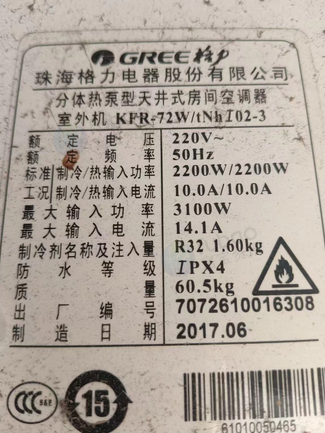 GREE 格力
珠海格力电器股份有限公司
分体热泵型天井式房间空调器
室外机 KFR-72W/tNhI02-3
额定电压 220V~
额定频率 50Hz
标准 制冷/热输入功率 2200W/2200W
工况 制冷/热输入电流 10.0A/10.0A
最大输入功率 3100W
最大输入电流 14.1A
制冷剂名称及注入量 R32 1.60kg
防水等级 IPX4
质量 60.5kg
出厂编号 7072610016308
制造日期 2017.06
CCC S&E
15
61010050465